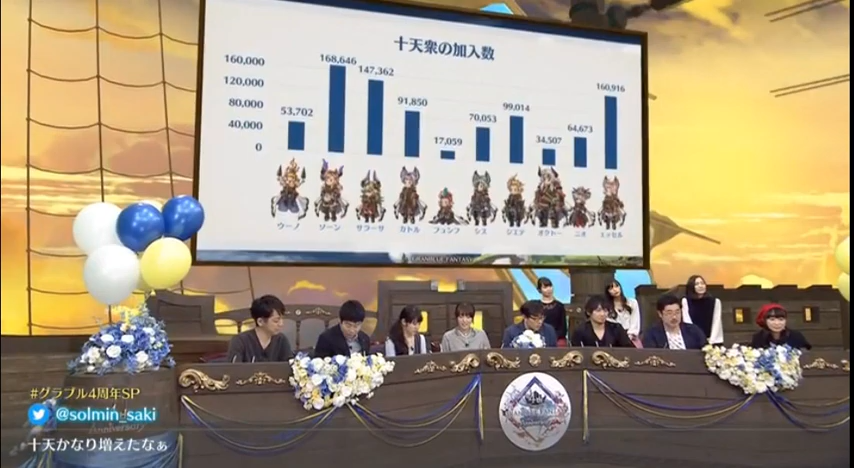 十天衆の加入数
160,000
120,000
80,000
40,000
0
53,702
168,646
147,362
91,850
17,059
70,053
99,014
34,507
64,673
160,916
ウーノ
ソーン
サラーサ
カトル
フュンフ
シス
シエテ
オクトー
ニオ
エッセル
GRANBLUE FANTASY
#グラブル4周年SP
@solmin_saki
Anniversary
十天かなり増えたなぁ